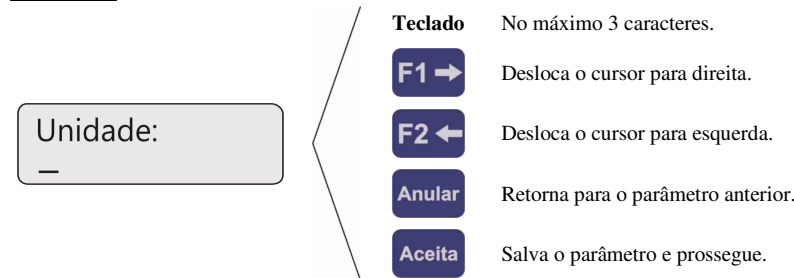 Teclado No máximo 3 caracteres.
F1 → Desloca o cursor para direita.
Unidade:
_
F2 ← Desloca o cursor para esquerda.
Anular Retorna para o parâmetro anterior.
Aceita Salva o parâmetro e prossegue.